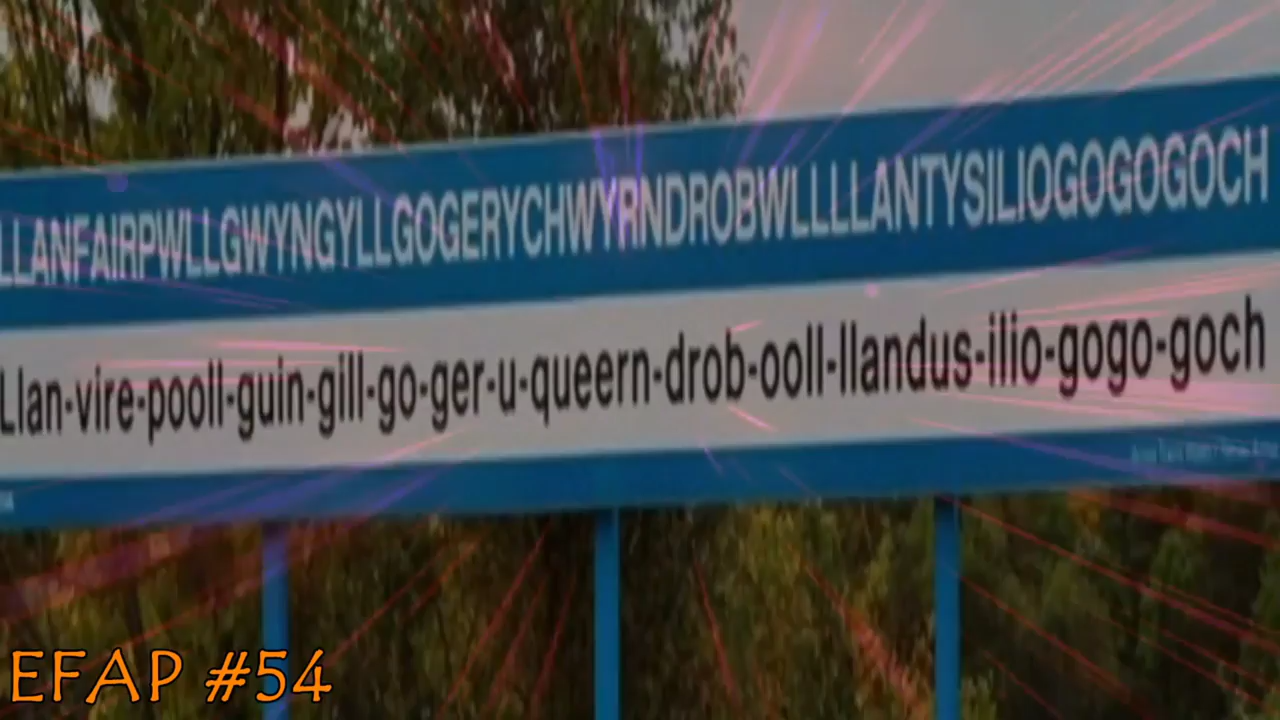 LLANFAIRPWLLGWYNGYLLGOGERYCHWYRNDROBWLLLLANTYSILIOGOGOGOCH
Llan-vire-pooll-guin-gill-go-ger-u-queern-drob-ooll-llandus-ilio-gogo-goch
EFAP #54